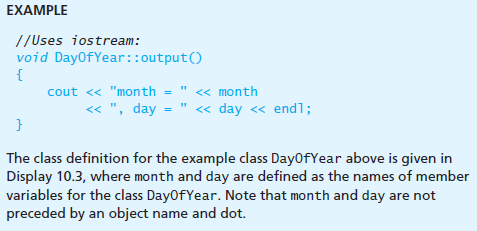 EXAMPLE
//Uses iostream:
void DayOfYear::output()
{
cout << "month = " << month
<< ", day = " << day << endl;
}
The class definition for the example class DayOfYear above is given in
Display 10.3, where month and day are defined as the names of member
variables for the class DayOfYear. Note that month and day are not
preceded by an object name and dot.